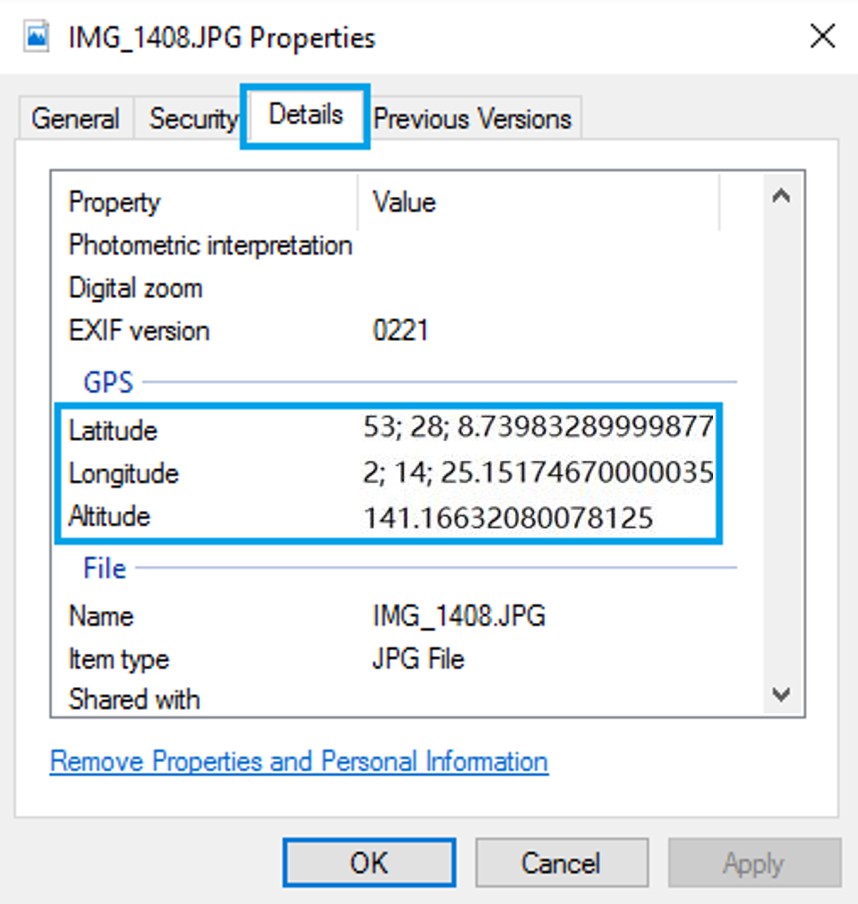 IMG_1408.JPG Properties
General Security Details Previous Versions
Property Value
Photometric interpretation
Digital zoom
EXIF version 0221
GPS
Latitude 53; 28; 8.73983289999877
Longitude 2; 14; 25.15174670000035
Altitude 141.16632080078125
File
Name IMG_1408.JPG
Item type JPG File
Shared with
Remove Properties and Personal Information
OK Cancel Apply